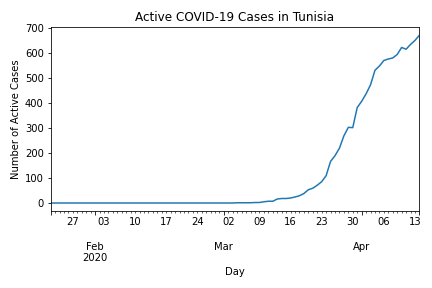 Active COVID-19 Cases in Tunisia
700
600
500
400
300
200
100
0
Number of Active Cases
27 03 10 17 24 02 09 16 23 30 06 13
Feb Mar Apr
2020
Day